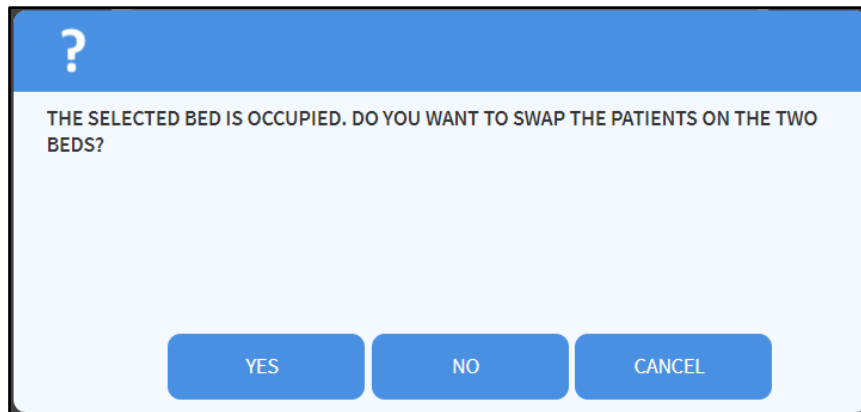 ?
THE SELECTED BED IS OCCUPIED. DO YOU WANT TO SWAP THE PATIENTS ON THE TWO
BEDS?
YES NO CANCEL